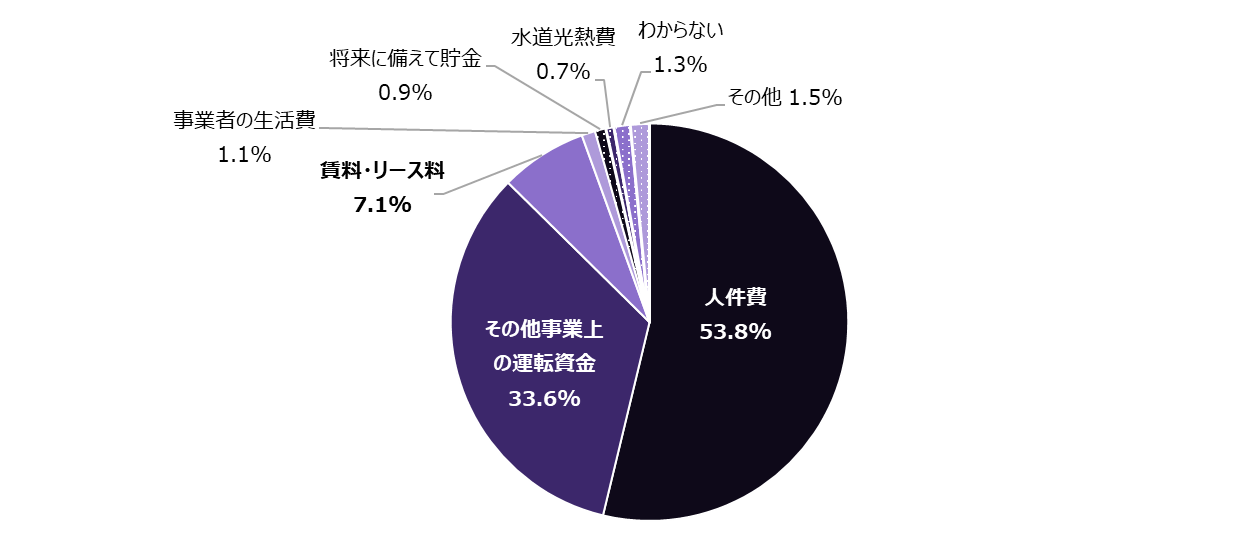 水道光熱費
0.7%
わからない
1.3%
将来に備えて貯金
0.9%
その他 1.5%
事業者の生活費
1.1%
賃料・リース料
7.1%
人件費
53.8%
その他事業上
の運転資金
33.6%